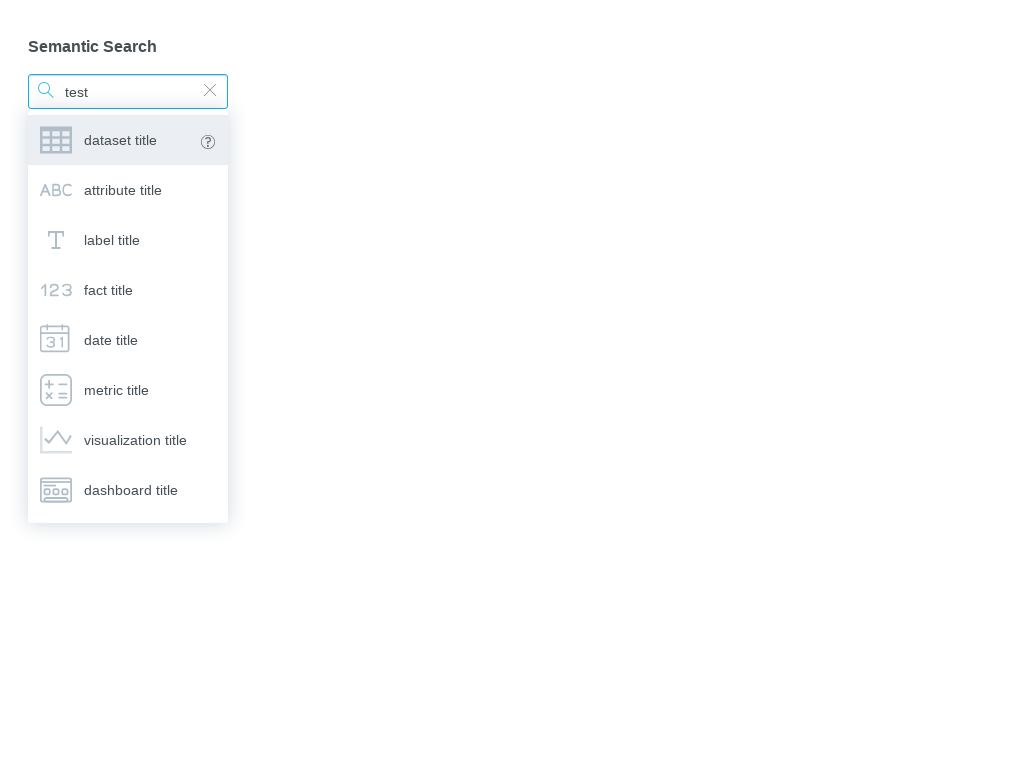 Semantic Search
test
dataset title
ABC attribute title
T label title
123 fact title
31 date title
metric title
visualization title
dashboard title